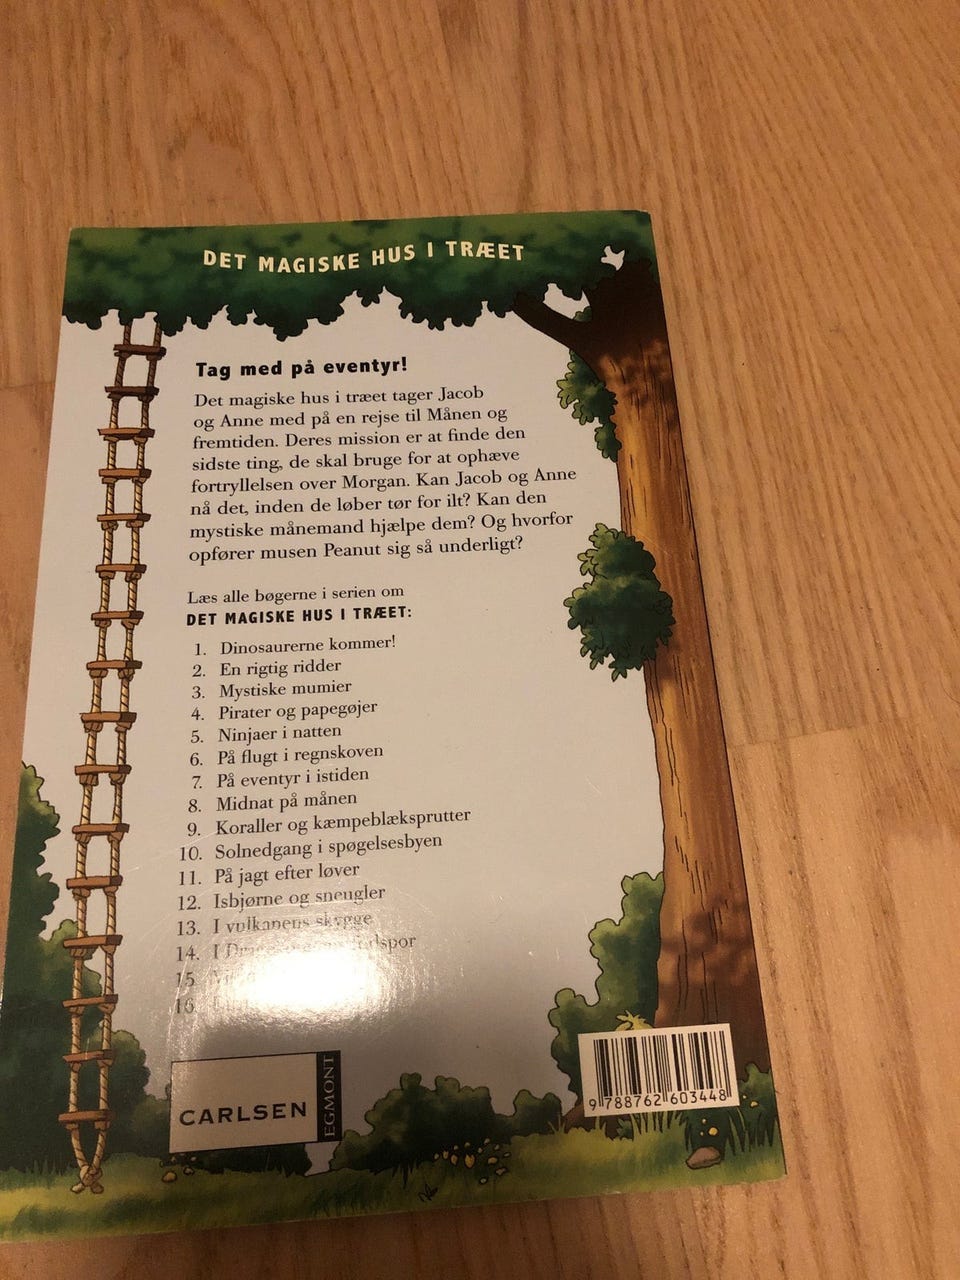 DET MAGISKE HUS I TRÆET
Tag med på eventyr!
Det magiske hus i træet tager Jacob
og Anne med på en rejse til Månen og
fremtiden. Deres mission er at finde den
sidste ting, de skal bruge for at ophæve
fortryllelsen over Morgan. Kan Jacob og Anne
nå det, inden de løber tør for ilt? Kan den
mystiske månemand hjælpe dem? Og hvorfor
opfører musen Peanut sig så underligt?
Læs alle bøgerne i serien om
DET MAGISKE HUS I TRÆET:
1. Dinosaurerne kommer!
2. En rigtig ridder
3. Mystiske mumier
4. Pirater og papegøjer
5. Ninjaer i natten
6. På flugt i regnskoven
7. På eventyr i istiden
8. Midnat på månen
9. Koraller og kæmpeblæksprutter
10. Solnedgang i spøgelsesbyen
11. På jagt efter løver
12. Isbjørne og sneugler
13. I vulkanens skygge
14. I
15.
16.
CARLSEN
EGMONT
9 788762 603448